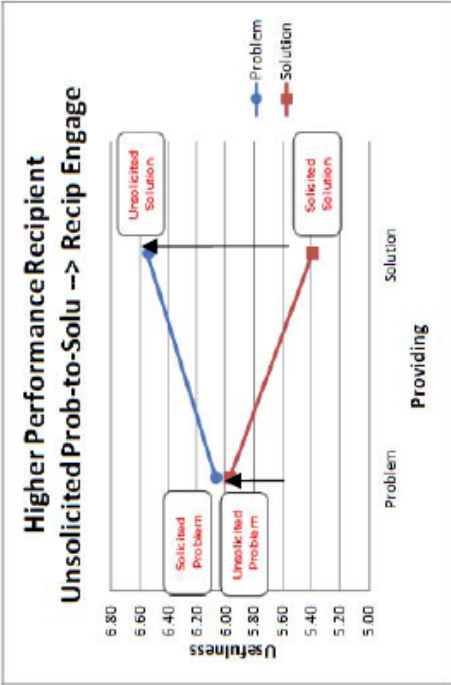 Higher Performance Recipient
Unsolicited Prob-to-Solu --> Recip Engage
6.80
6.60
6.40
6.20
6.00
5.80
5.60
5.40
5.20
5.00
Usefulness
Solicited
Problem
Unsolicited
Problem
Unsolicited
Solution
Solicited
Solution
Problem
Solution
Providing
Problem
Solution